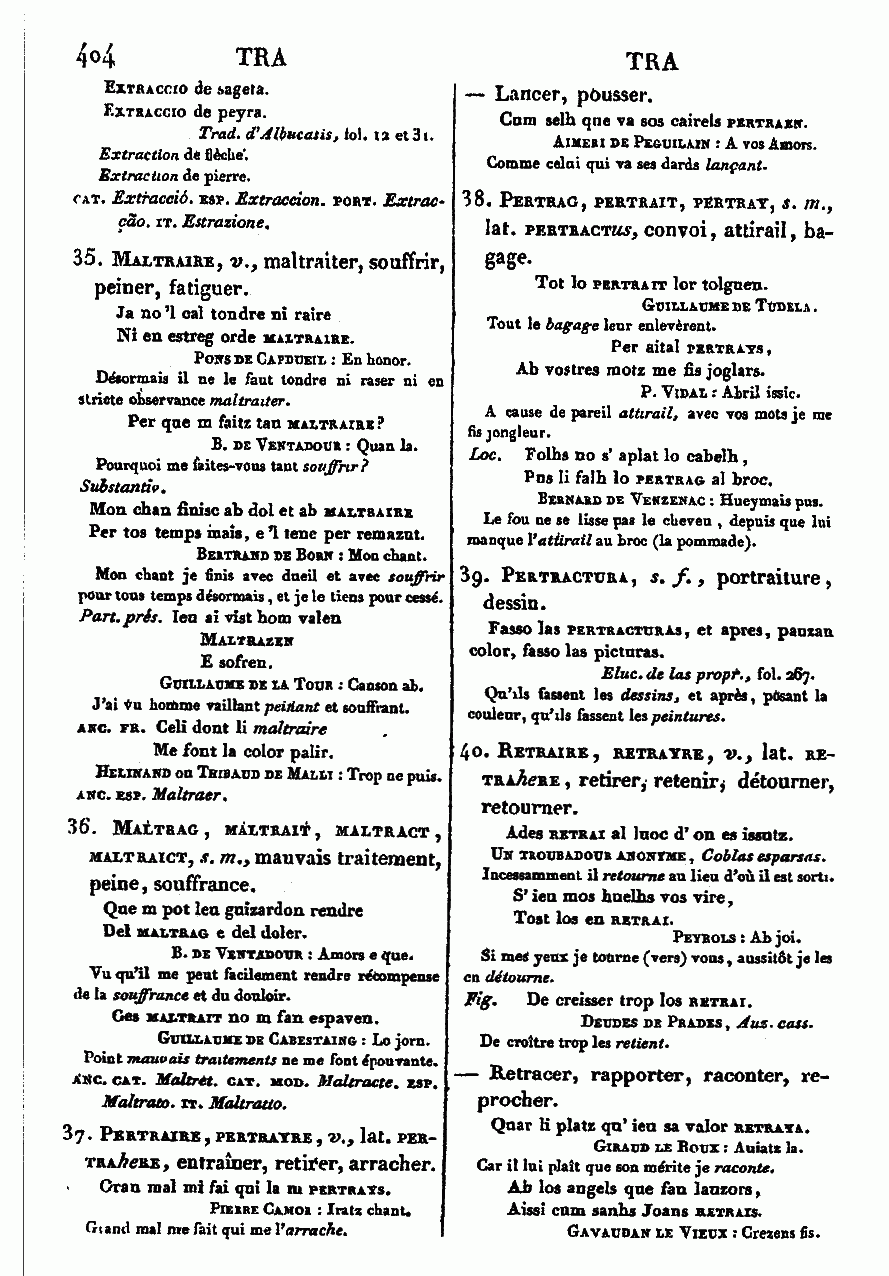 404 TRA
EXTRACCIO de sageta.
EXTRACCIO de peyra.
Trad. d'Albucasis, fol. 12 et 31.
Extraction de flèche.
Extraction de pierre.
CAT. Extracció. ESP. Extraccion. PORT. Extrac-
ção. IT. Estrazione.
35. MALTRAIRE, v., maltraiter, souffrir,
peiner, fatiguer.
Ja no 'l cal tondre ni raire
Ni en estreg orde MALTRAIRE.
PONS DE CAPDUEIL : En honor.
Désormais il ne le faut tondre ni raser ni en
stricte observance maltraiter.
Per que m faitz tan MALTRAIRE?
B. DE VENTADOUR : Quan la.
Pourquoi me faites-vous tant souffrir?
Substantiv.
Mon chan finisc ab dol et ab MALTRAIRE
Per tos temps mais, e 'l tenc per remazut.
BERTRAND DE BORN : Mon chant.
Mon chant je finis avec dueil et avec souffrir
pour tous temps désormais, et je le tiens pour cessé.
Part. prés. Ieu ai vist hom valen
MALTRAZEN
E sofren.
GUILLAUME DE LA TOUR : Canson ab.
J'ai vu homme vaillant peinant et souffrant.
ANC. FR. Celi dont li maltraire
Me font la color palir.
HELINAND ou THIBAUD DE MALLI : Trop ne puis.
ANC. ESP. Maltraer.
36. MALTRAG, MALTRAIT, MALTRACT,
MALTRAICT, s. m., mauvais traitement,
peine, souffrance.
Que m pot leu guizardon rendre
Del MALTRAG e del doler.
B. DE VENTADOUR : Amors e que.
Vu qu'il me peut facilement rendre récompense
de la souffrance et du douloir.
Ges MALTRAIT no m fan espaven.
GUILLAUME DE CABESTAING : Lo jorn.
Point mauvais traitements ne me font épouvante.
ANC. CAT. Maltrèt. CAT. MOD. Maltracte. ESP.
Maltrato. IT. Maltratto.
37. PERTRAIRE, PERTRAYRE, v., lat. PER-
TRAHERE, entraîner, retirer, arracher.
Gran mal mi fai qui la m PERTRAYS.
PIERRE CAMOR : Iratz chant.
Grand mal me fait qui me l'arrache.
TRA
— Lancer, pousser.
Cum selh que va sos cairels PERTRAZEN.
AIMERI DE PEGUILAIN : A vos Amors.
Comme celui qui va ses dards lançant.
38. PERTRAG, PERTRAIT, PERTRAY, s. m.,
lat. PERTRACTus, convoi, attirail, ba-
gage.
Tot lo PERTRAIT lor tolguen.
GUILLAUME DE TUDELA.
Tout le bagage leur enlevèrent.
Per aital PERTRAYS,
Ab vostres motz me fis joglars.
P. VIDAL : Abril issic.
A cause de pareil attirail, avec vos mots je me
fis jongleur.
Loc. Folhs no s' aplat lo cabelh,
Pus li falh lo PERTRAG al broc.
BERNARD DE VENZENAC : Hueymais pus.
Le fou ne se lisse pas le cheveu, depuis que lui
manque l'attirail au broc (la pommade).
39. PERTRACTURA, s. f., portraiture,
dessin.
Fasso las PERTRACTURAS, et apres, pauzan
color, fasso las picturas.
Eluc. de las propr., fol. 267.
Qu'ils fassent les dessins, et après, posant la
couleur, qu'ils fassent les peintures.
40. RETRAIRE, RETRAYRE, v., lat. RE-
TRAheRE, retirer, retenir, détourner,
retourner.
Ades RETRAI al luoc d' on es issutz.
UN TROUBADOUR ANONYME, Coblas esparsas.
Incessamment il retourne au lieu d'où il est sorti.
S' ieu mos huelhs vos vire,
Tost los en RETRAI.
PEYROLS : Ab joi.
Si mes yeux je tourne (vers) vous, aussitôt je les
en détourne.
Fig. De creisser trop los RETRAI.
DEUDES DE PRADES, Aus. cass.
De croître trop les retient.
— Retracer, rapporter, raconter, re-
procher.
Quar li platz qu' ieu sa valor RETRAYA.
GIRAUD LE ROUX : Auiatz la.
Car il lui plaît que son mérite je raconte.
Ab los angels que fan lauzors,
Aissi cum sanhs Joans RETRAIS.
GAVAUDAN LE VIEUX : Crezens fis.